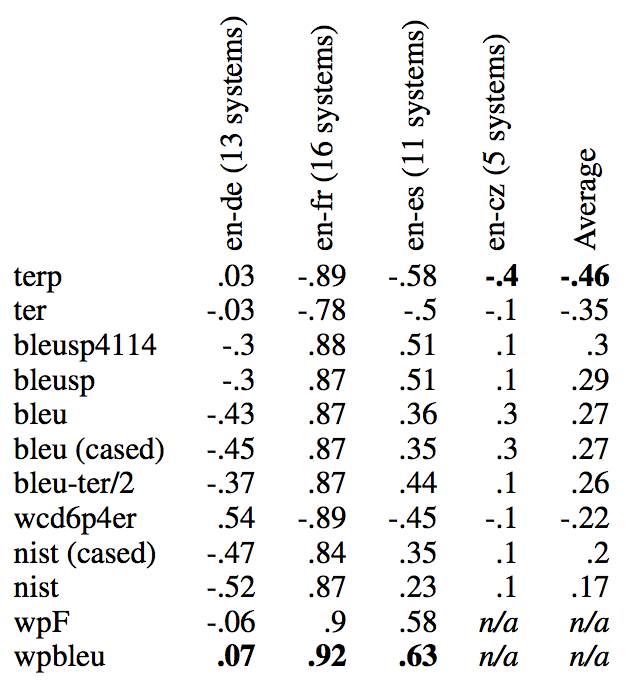 en-de (13 systems) en-fr (16 systems) en-es (11 systems) en-cz (5 systems) Average
terp .03 -.89 -.58 -.4 -.46
ter -.03 -.78 -.5 -.1 -.35
bleusp4114 -.3 .88 .51 .1 .3
bleusp -.3 .87 .51 .1 .29
bleu -.43 .87 .36 .3 .27
bleu (cased) -.45 .87 .35 .3 .27
bleu-ter/2 -.37 .87 .44 .1 .26
wcd6p4er .54 -.89 -.45 -.1 -.22
nist (cased) -.47 .84 .35 .1 .2
nist -.52 .87 .23 .1 .17
wpF -.06 .9 .58 n/a n/a
wpbleu .07 .92 .63 n/a n/a